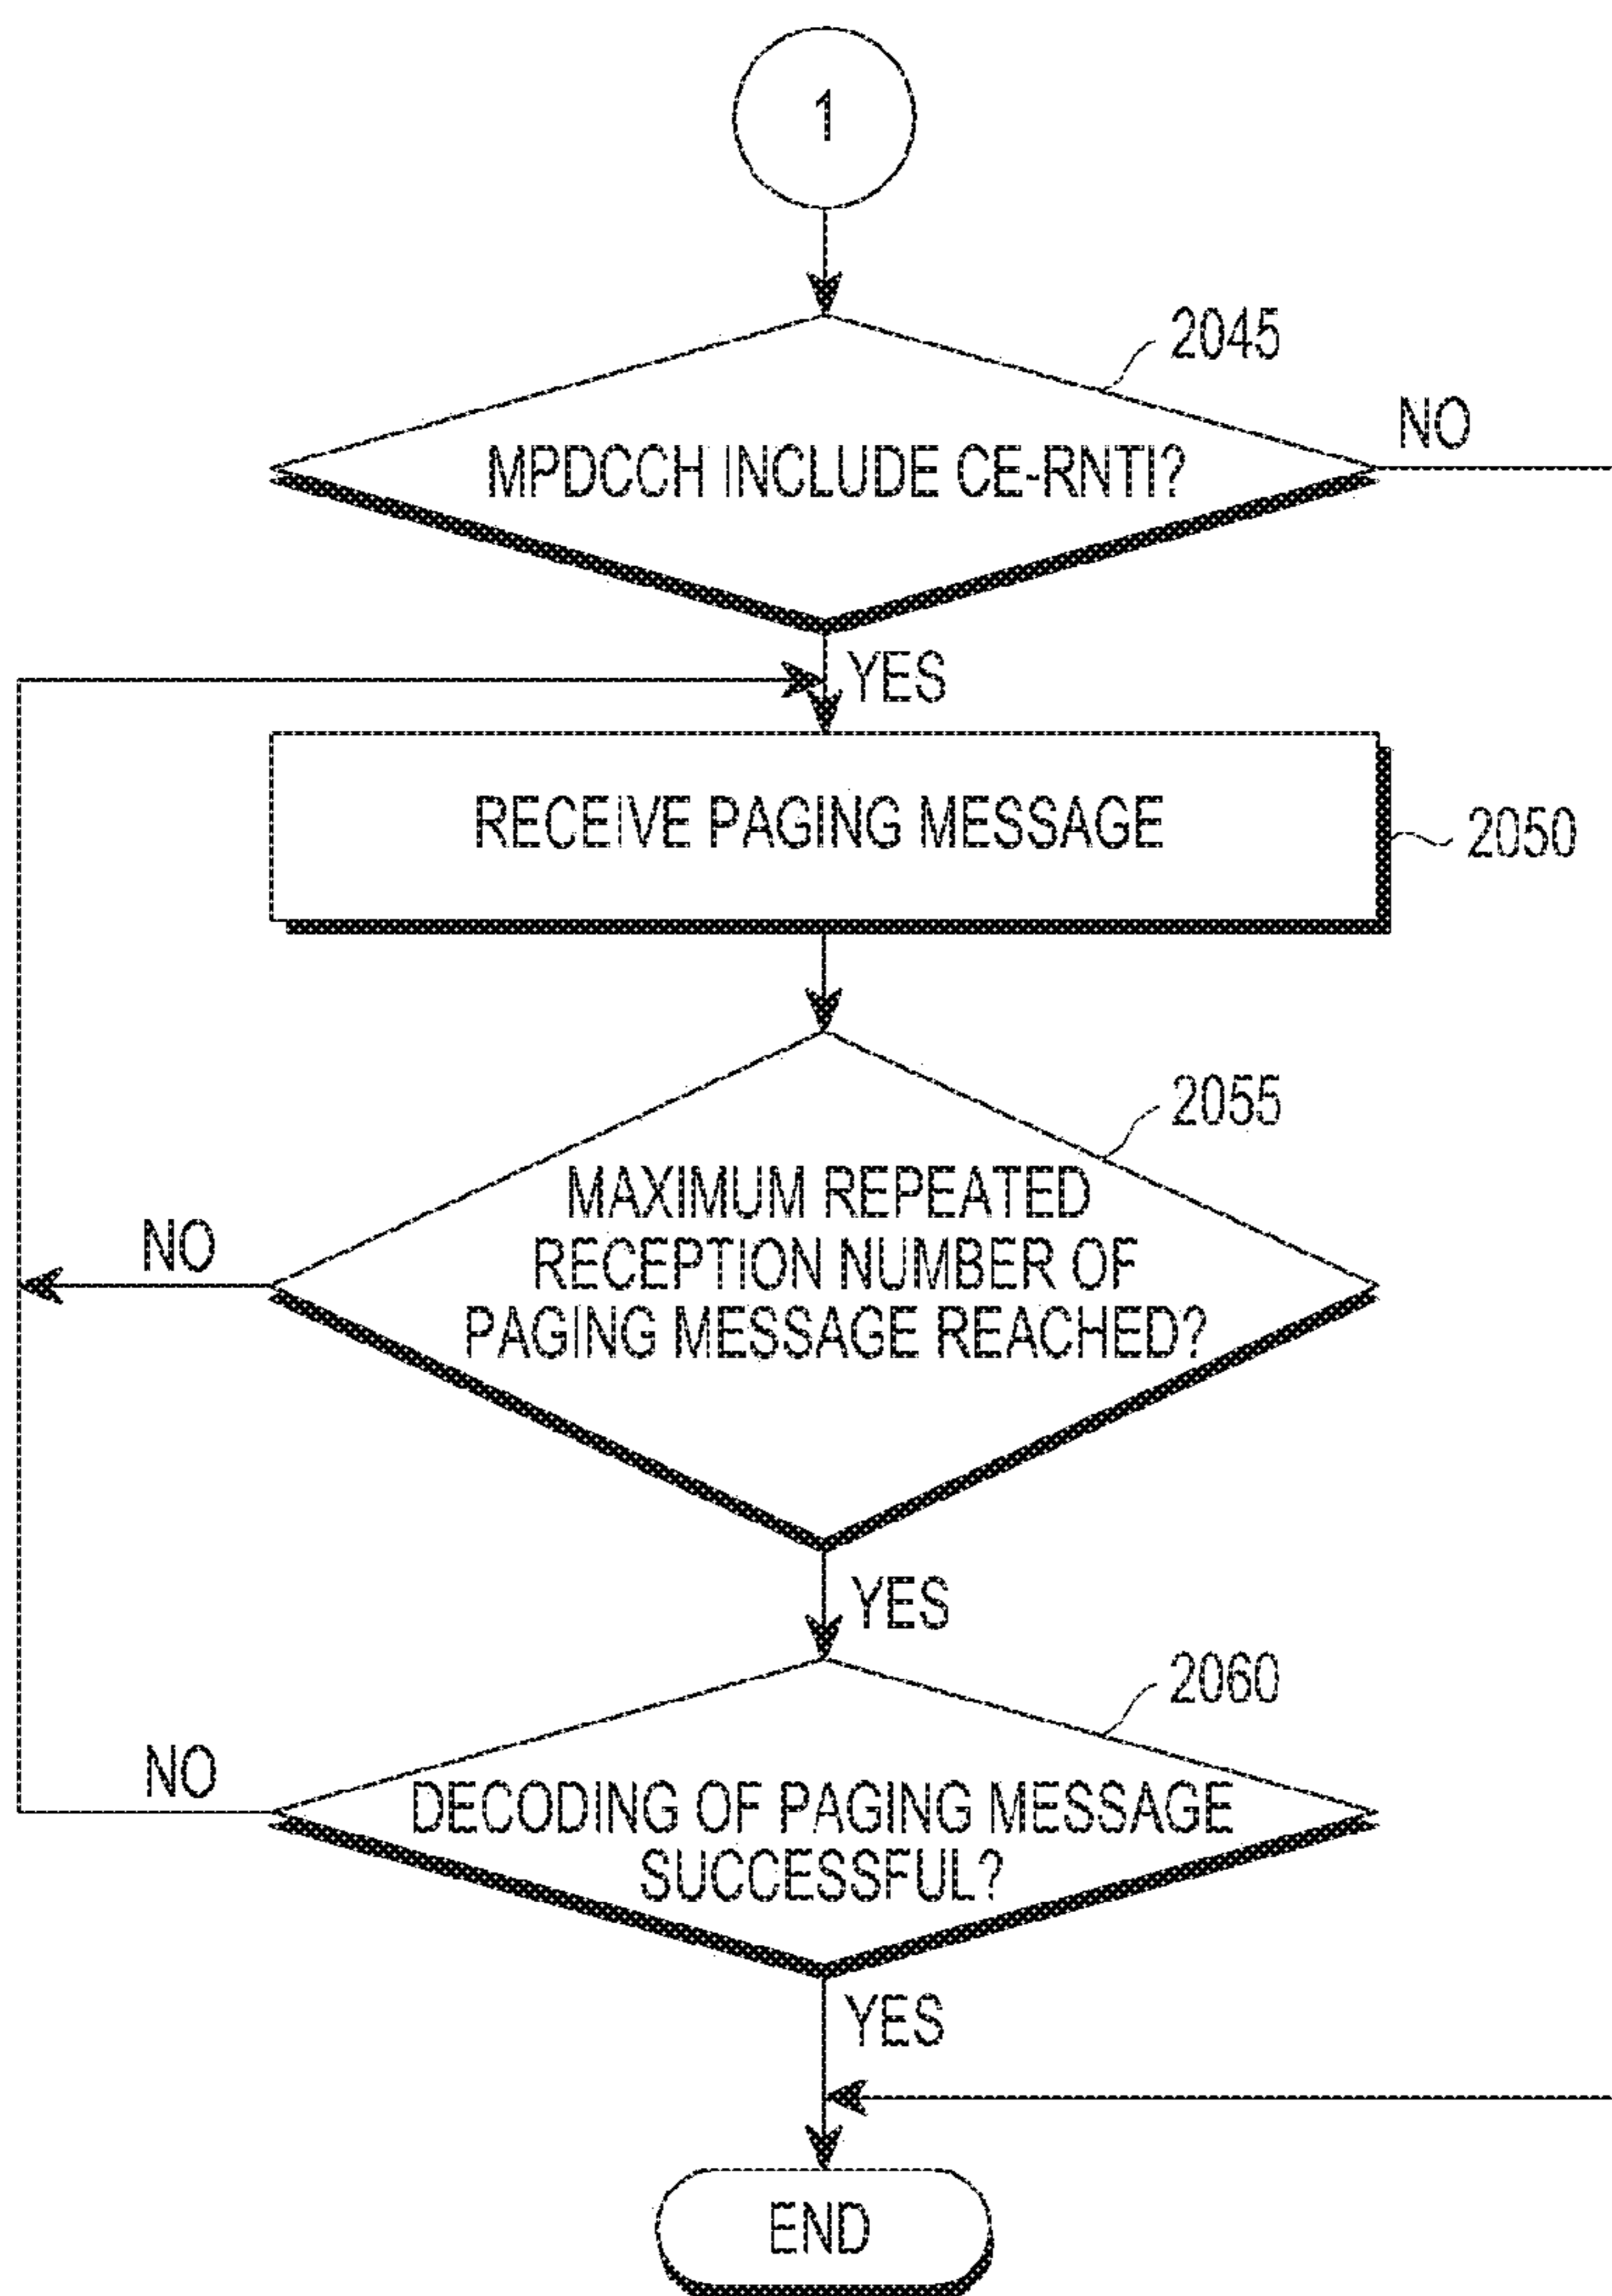 1
2045
NO
MPDCCH INCLUDE CE-RNTI?
YES
RECEIVE PAGING MESSAGE
2050
2055
MAXIMUM REPEATED
RECEPTION NUMBER OF
PAGING MESSAGE REACHED?
NO
YES
2060
NO
DECODING OF PAGING MESSAGE
SUCCESSFUL?
YES
END